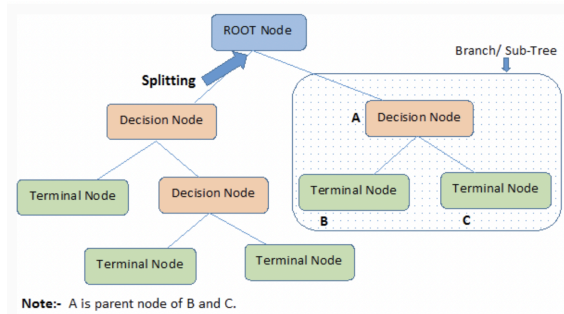 ROOT Node
Branch/ Sub-Tree
Splitting
Decision Node
A Decision Node
Terminal Node
Decision Node
Terminal Node
Terminal Node
B
C
Terminal Node
Terminal Node
Note:- A is parent node of B and C.